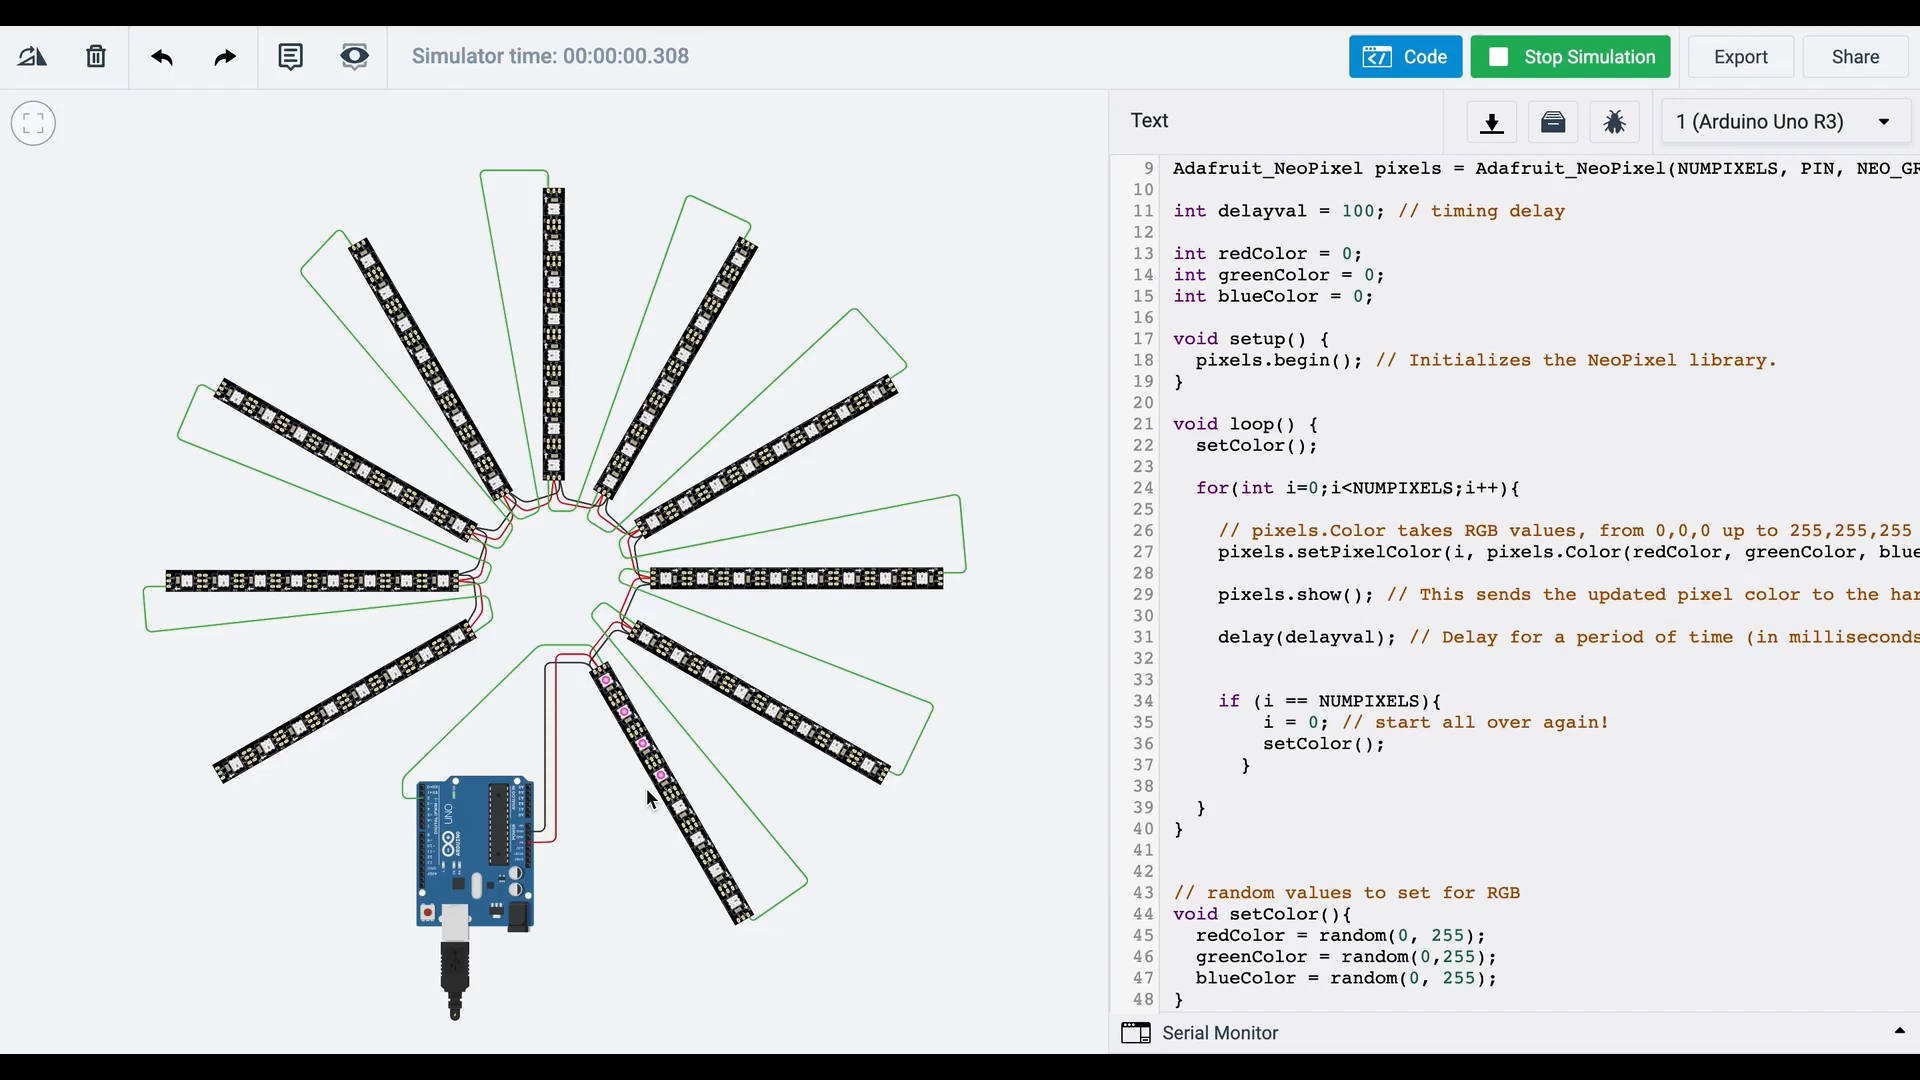 Simulator time: 00:00:00.308
Code
Stop Simulation
Export
Share
Text
1 (Arduino Uno R3)
9 Adafruit_NeoPixel pixels = Adafruit_NeoPixel(NUMPIXELS, PIN, NEO_GR
10
11 int delayval = 100; // timing delay
12
13 int redColor = 0;
14 int greenColor = 0;
15 int blueColor = 0;
16
17 void setup() {
18 pixels.begin(); // Initializes the NeoPixel library.
19 }
20
21 void loop() {
22 setColor();
23
24 for(int i=0;i<NUMPIXELS;i++){
25
26 // pixels.Color takes RGB values, from 0,0,0 up to 255,255,255
27 pixels.setPixelColor(i, pixels.Color(redColor, greenColor, blue
28
29 pixels.show(); // This sends the updated pixel color to the har
30
31 delay(delayval); // Delay for a period of time (in milliseconds
32
33
34 if (i == NUMPIXELS){
35 i = 0; // start all over again!
36 setColor();
37 }
38
39 }
40 }
41
42
43 // random values to set for RGB
44 void setColor(){
45 redColor = random(0, 255);
46 greenColor = random(0,255);
47 blueColor = random(0, 255);
48 }
Serial Monitor
UNO
ARDUINO